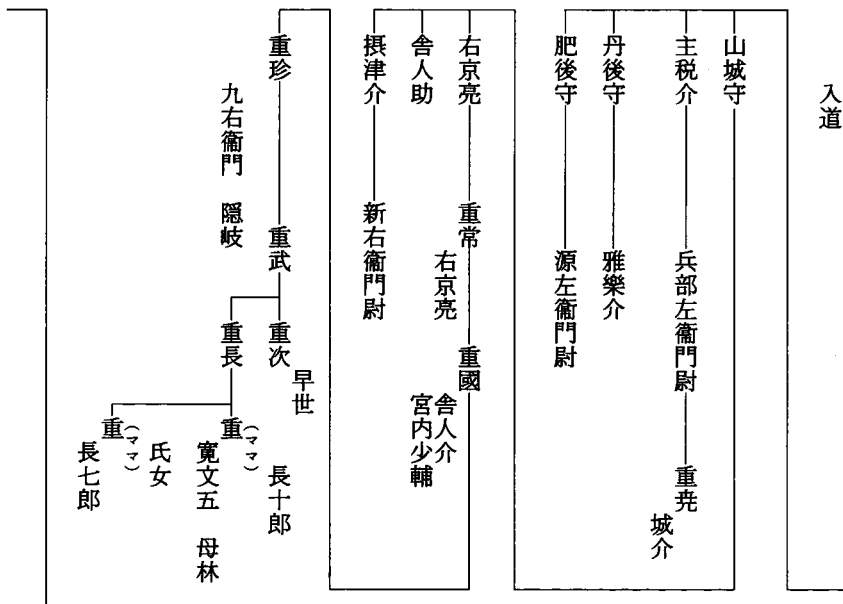 入道
山城守
主税介
兵部左衞門尉
重尭
城介
丹後守
雅樂介
肥後守
源左衞門尉
右京亮
重常
右京亮
重國
舎人介
宮内少輔
舎人助
摂津介
新右衞門尉
重珍
重武
九右衞門 隠岐
重次
早世
重長
重(ママ)
長十郎
寛文五 母林
氏女
重(ママ)
長七郎